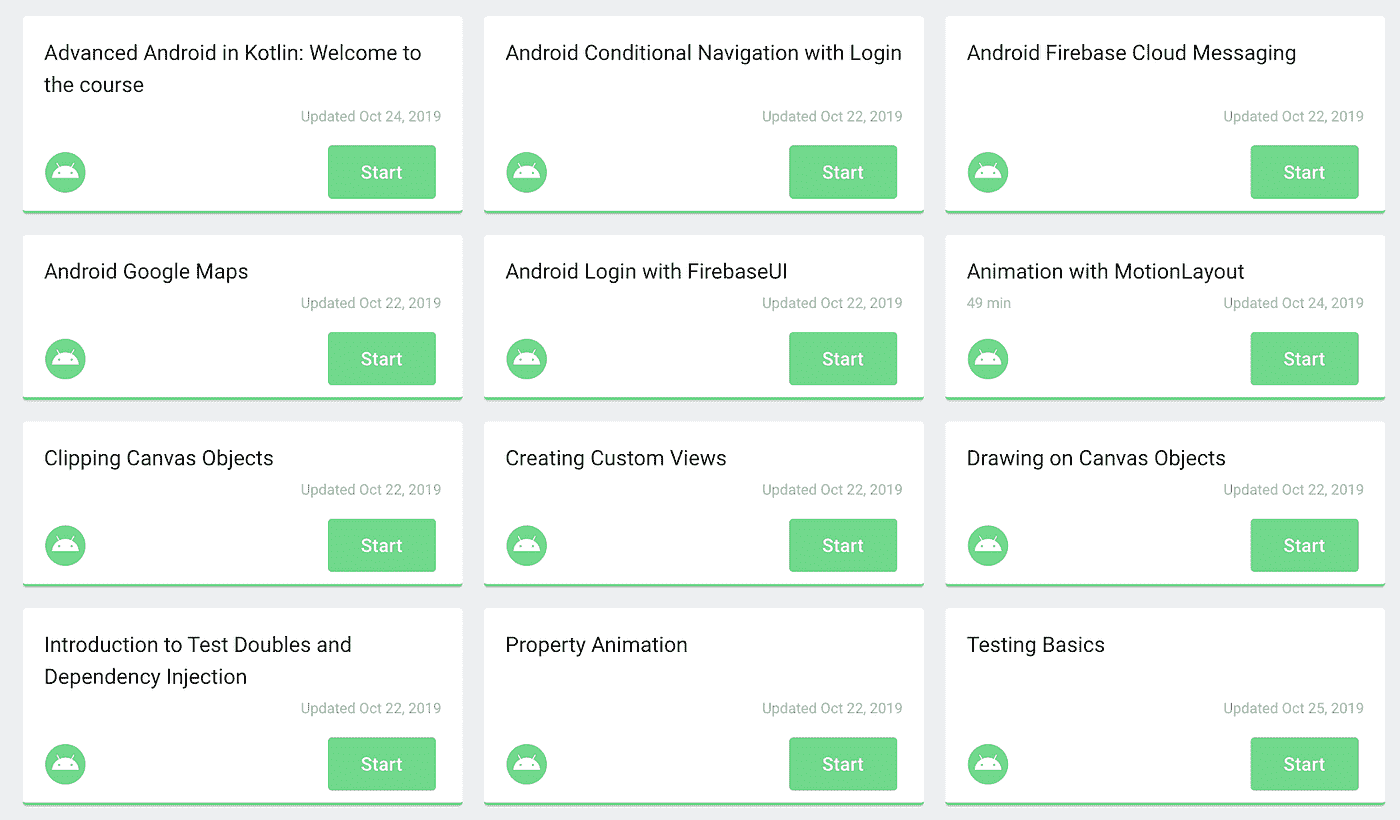 Advanced Android in Kotlin: Welcome to
the course
Updated Oct 24, 2019
Start
Android Conditional Navigation with Login
Updated Oct 22, 2019
Start
Android Firebase Cloud Messaging
Updated Oct 22, 2019
Start
Android Google Maps
Updated Oct 22, 2019
Start
Android Login with FirebaseUI
Updated Oct 22, 2019
Start
Animation with MotionLayout
49 min
Updated Oct 24, 2019
Start
Clipping Canvas Objects
Updated Oct 22, 2019
Start
Creating Custom Views
Updated Oct 22, 2019
Start
Drawing on Canvas Objects
Updated Oct 22, 2019
Start
Introduction to Test Doubles and
Dependency Injection
Updated Oct 22, 2019
Start
Property Animation
Updated Oct 22, 2019
Start
Testing Basics
Updated Oct 25, 2019
Start